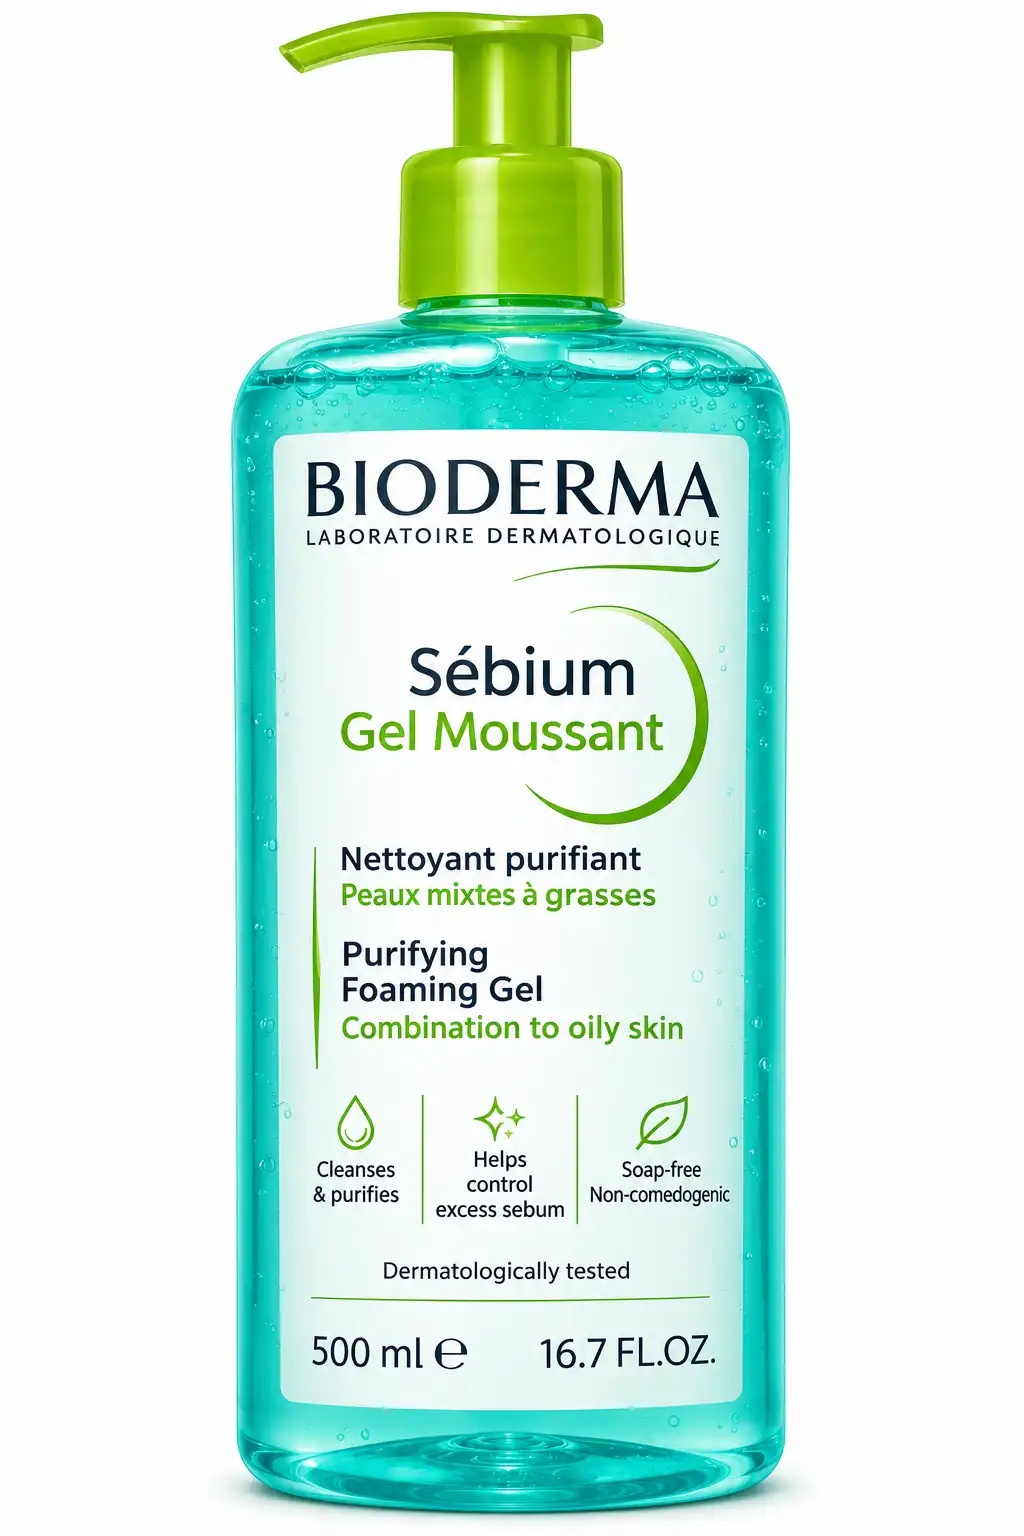 BIODERMA
LABORATOIRE DERMATOLOGIQUE
Sébium
Gel Moussant
Nettoyant purifiant
Peaux mixtes à grasses
Purifying
Foaming Gel
Combination to oily skin
Cleanses
& purifies
Helps
control
excess sebum
Soap-free
Non-comedogenic
Dermatologically tested
500 ml ℮ 16.7 FL.OZ.